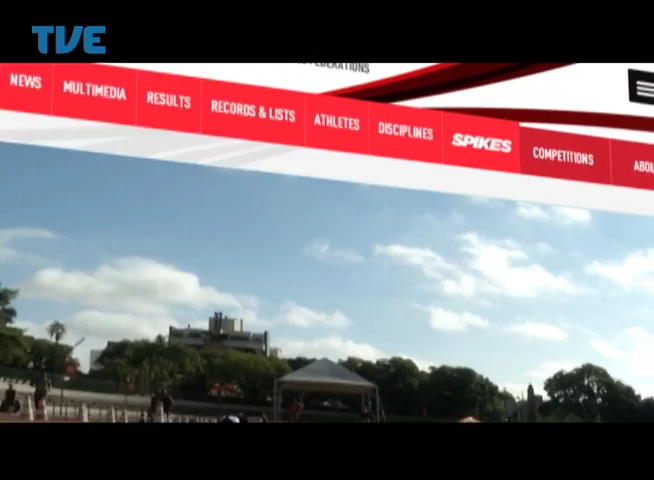 TVE
FEDERATIONS
NEWS
MULTIMEDIA
RESULTS
RECORDS & LISTS
ATHLETES
DISCIPLINES
SPIKES
COMPETITIONS